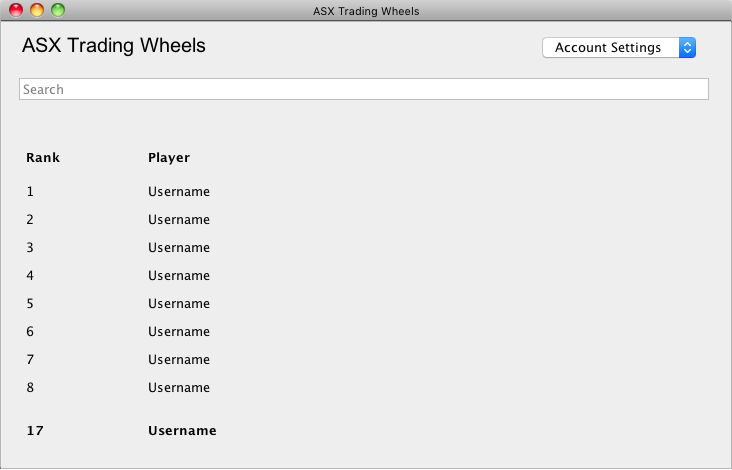 ASX Trading Wheels
ASX Trading Wheels
Account Settings
Search
Rank Player
1 Username
2 Username
3 Username
4 Username
5 Username
6 Username
7 Username
8 Username
17 Username